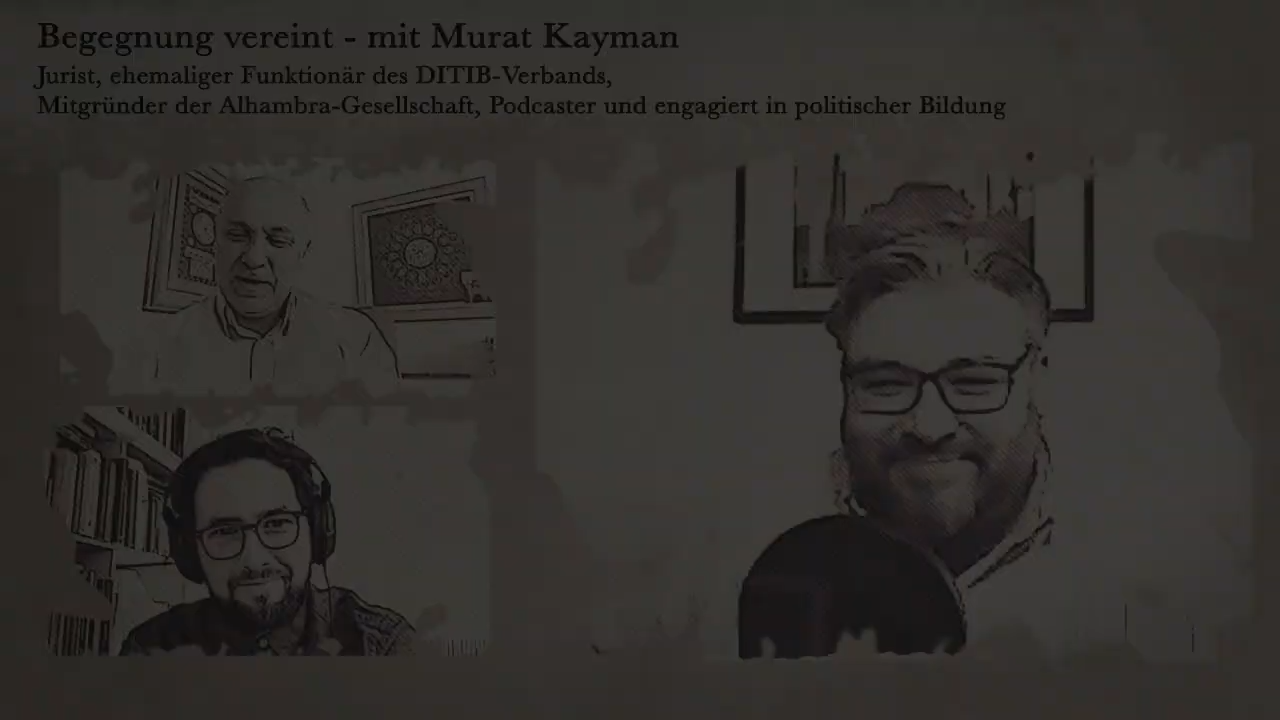 Begegnung vereint - mit Murat Kayman
Jurist, ehemaliger Funktionär des DITIB-Verbands,
Mitgründer der Alhambra-Gesellschaft, Podcaster und engagiert in politischer Bildung